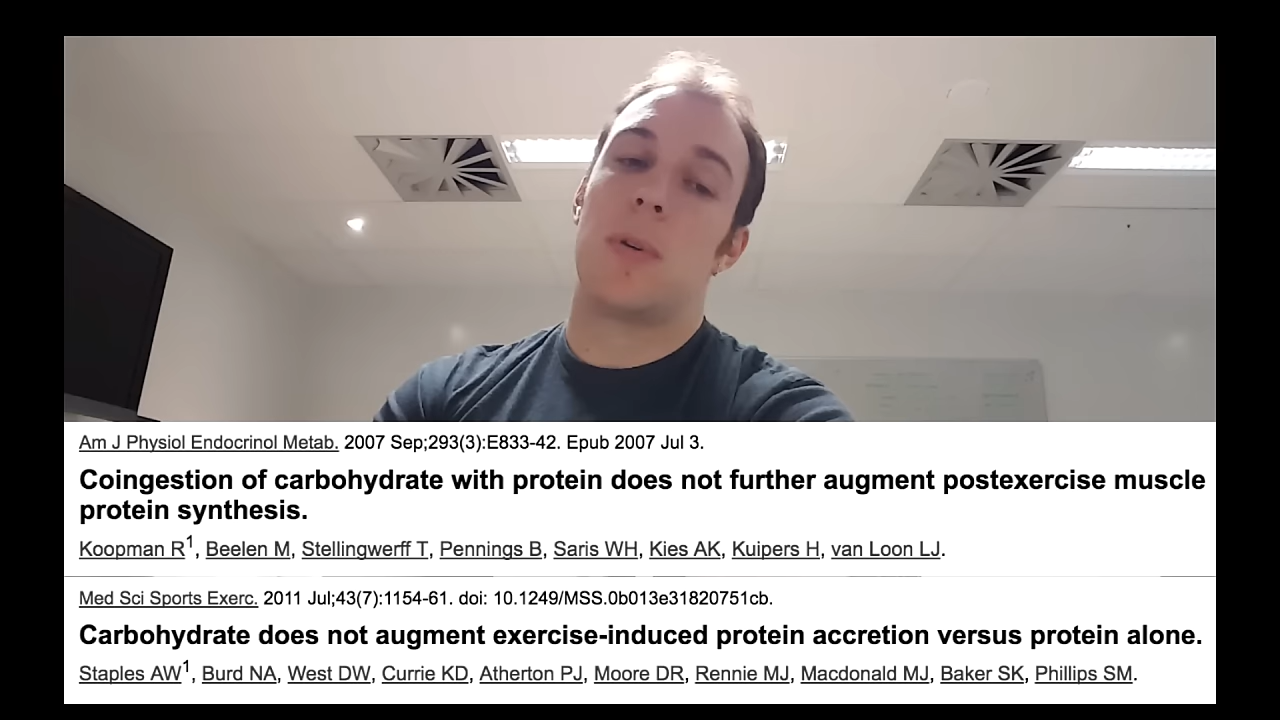 Am J Physiol Endocrinol Metab. 2007 Sep;293(3):E833-42. Epub 2007 Jul 3.
Coingestion of carbohydrate with protein does not further augment postexercise muscle
protein synthesis.
Koopman R1, Beelen M, Stellingwerff T, Pennings B, Saris WH, Kies AK, Kuipers H, van Loon LJ.
Med Sci Sports Exerc. 2011 Jul;43(7):1154-61. doi: 10.1249/MSS.0b013e31820751cb.
Carbohydrate does not augment exercise-induced protein accretion versus protein alone.
Staples AW1, Burd NA, West DW, Currie KD, Atherton PJ, Moore DR, Rennie MJ, Macdonald MJ, Baker SK, Phillips SM.